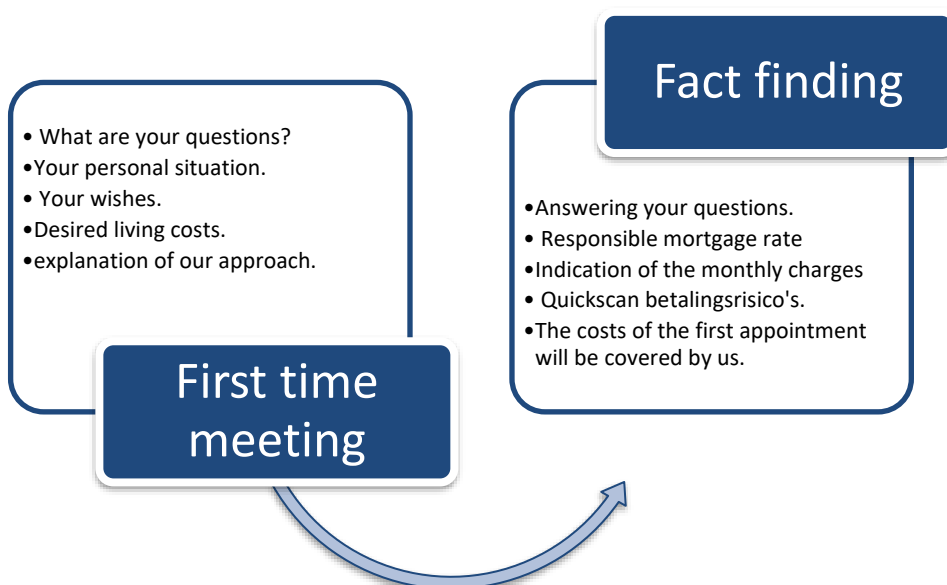 • What are your questions?
•Your personal situation.
• Your wishes.
•Desired living costs.
•explanation of our approach.
First time
meeting
Fact finding
•Answering your questions.
• Responsible mortgage rate
•Indication of the monthly charges
• Quickscan betalingsrisico's.
•The costs of the first appointment
will be covered by us.